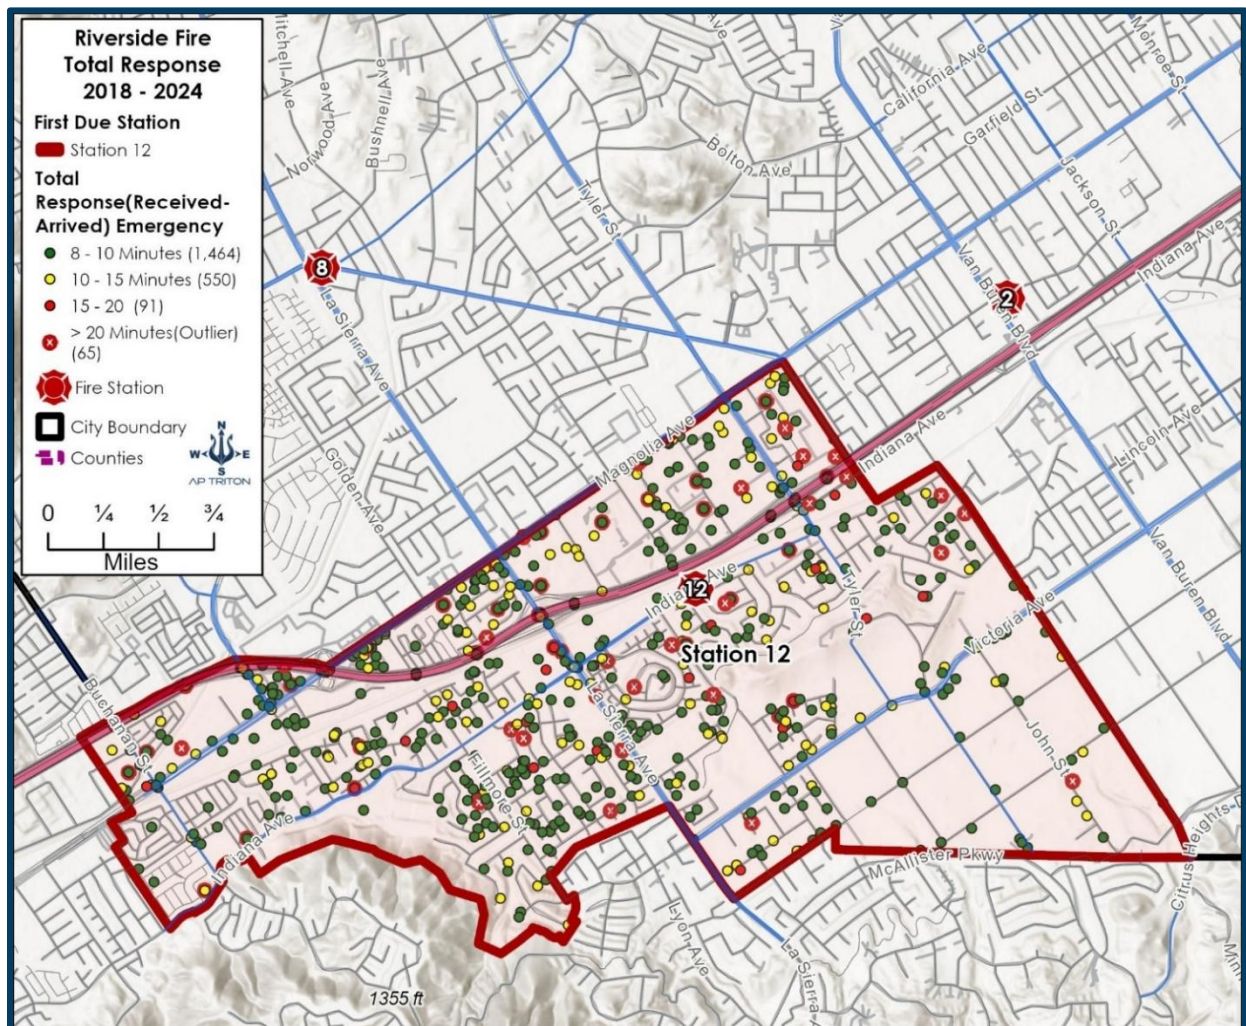 Riverside Fire
Total Response
2018 - 2024
First Due Station
Station 12
Total
Response(Received-
Arrived) Emergency
8 - 10 Minutes (1,464)
10 - 15 Minutes (550)
15 - 20 (91)
> 20 Minutes(Outlier)
(65)
Fire Station
City Boundary
Counties
N
W E
S
AP TRITON
0 ¼ ½ ¾
Miles
Mitchell Ave
Norwood Ave
Bushnell Ave
Bolton Ave
California Ave
Garfield St
Monroe St
Jackson St
Tyler St
Indiana Ave
8
2
La Sierra Ave
Van Buren Blvd
Golden Ave
Magnolia Ave
Indiana Ave
Lincoln Ave
12
Indiana Ave
Station 12
Tyler St
Victoria Ave
Van Buren Blvd
Buchanan St
La Sierra Ave
John St
Fillmore St
Indiana Ave
McAllister Pkwy
Citrus Heights D
Lyon Ave
La Sierra A
1355 ft